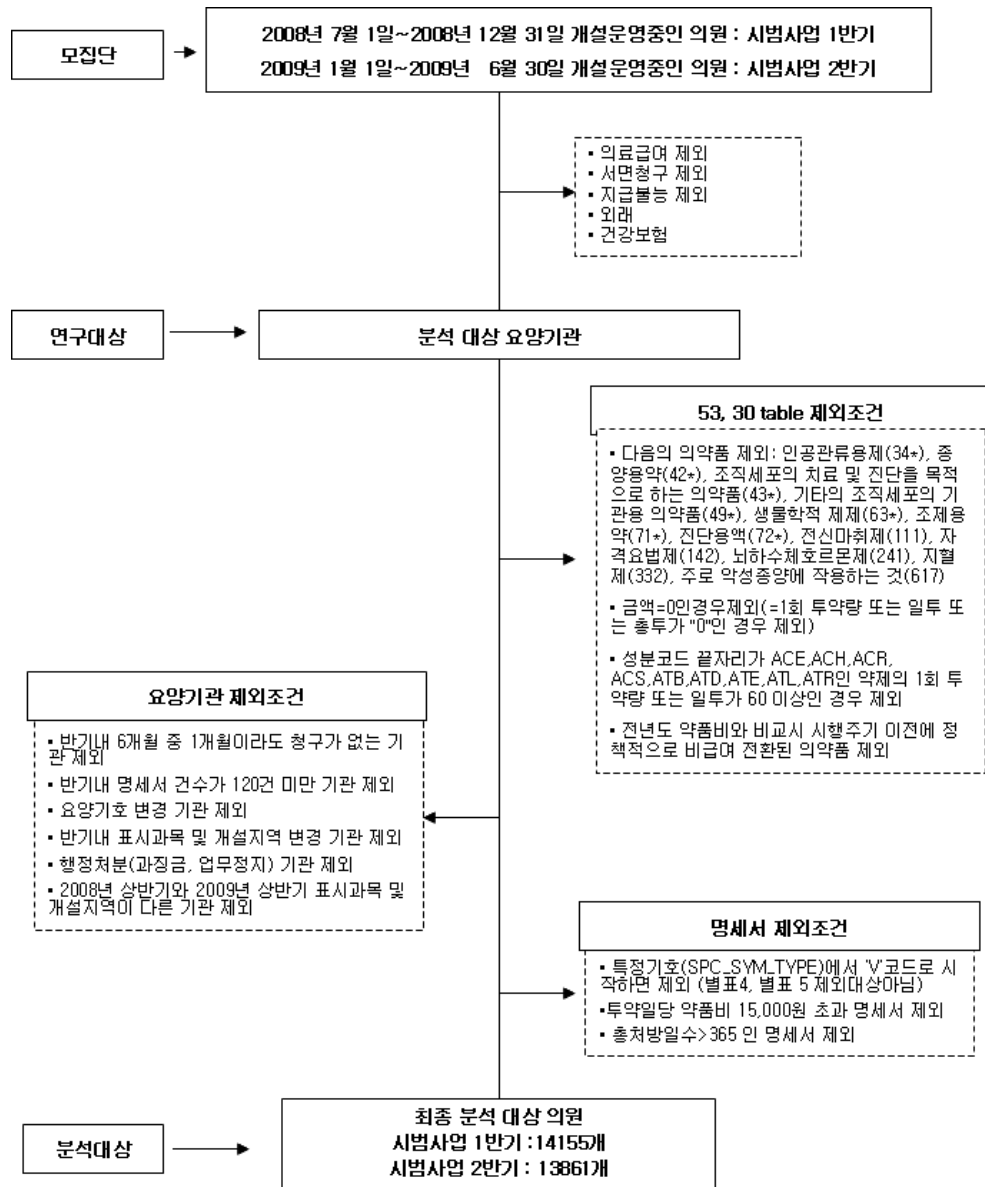 모집단
2008년 7월 1일~2008년 12월 31일 개설운영중인 의원 : 시범사업 1반기
2009년 1월 1일~2009년 6월 30일 개설운영중인 의원 : 시범사업 2반기
▪ 의료급여 제외
▪ 서면청구 제외
▪ 지급불능 제외
▪ 외래
▪ 건강보험
연구대상
분석 대상 요양기관
53, 30 table 제외조건
▪ 다음의 의약품 제외: 인공관류용제(34*), 종
양용약(42*), 조직세포의 치료 및 진단을 목적
으로 하는 의약품(43*), 기타의 조직세포의 기
관용 의약품(49*), 생물학적 제제(63*), 조제용
약(71*), 진단용액(72*), 전신마취제(111), 자
격요법제(142), 뇌하수체호르몬제(241), 지혈
제(332), 주로 악성종양에 작용하는 것(617)
▪ 금액=0인경우제외(=1회 투약량 또는 일투 또
는 총투가 "0"인 경우 제외)
▪ 성분코드 끝자리가 ACE,ACH,ACR,
ACS,ATB,ATD,ATE,ATL,ATR인 약제의 1회 투
약량 또는 일투가 60 이상인 경우 제외
▪ 전년도 약품비와 비교시 시행주기 이전에 정
책적으로 비급여 전환된 의약품 제외
요양기관 제외조건
▪ 반기내 6개월 중 1개월이라도 청구가 없는 기
관 제외
▪ 반기내 명세서 건수가 120건 미만 기관 제외
▪ 요양기호 변경 기관 제외
▪ 반기내 표시과목 및 개설지역 변경 기관 제외
▪ 행정처분(과징금, 업무정지) 기관 제외
▪ 2008년 상반기와 2009년 상반기 표시과목 및
개설지역이 다른 기관 제외
명세서 제외조건
▪ 특정기호(SPC_SYM_TYPE)에서 'V'코드로 시
작하면 제외 (별표4, 별표 5 제외대상아님)
▪투약일당 약품비 15,000원 초과 명세서 제외
▪ 총처방일수>365 인 명세서 제외
분석대상
최종 분석 대상 의원
시범사업 1반기 :14155개
시범사업 2반기 : 13861개